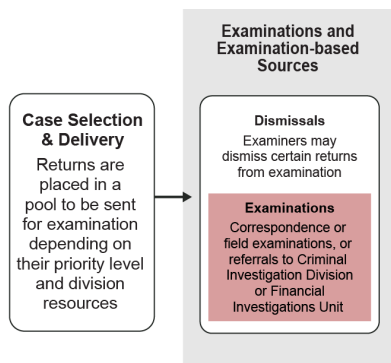 Examinations and
Examination-based
Sources
Case Selection
& Delivery
Returns are
placed in a
pool to be sent
for examination
depending on
their priority level
and division
resources
Dismissals
Examiners may
dismiss certain returns
from examination
Examinations
Correspondence or
field examinations, or
referrals to Criminal
Investigation Division
or Financial
Investigations Unit